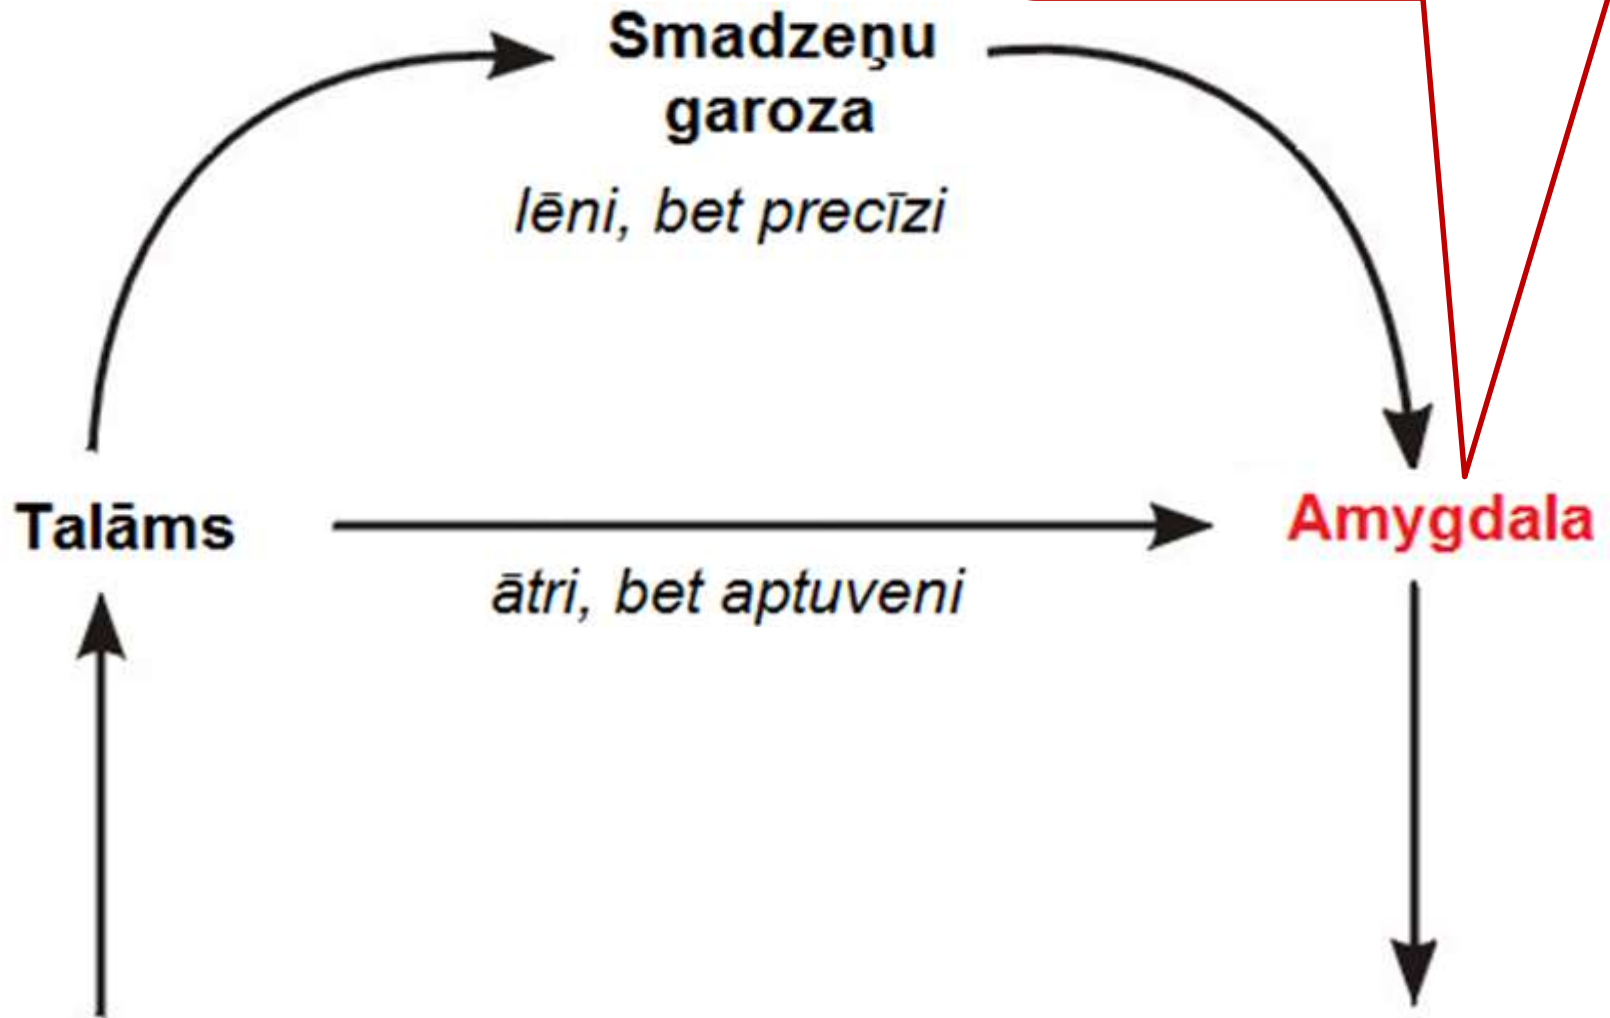 Smadzeņu
garoza
lēni, bet precīzi
Talāms
Amygdala
ātri, bet aptuveni